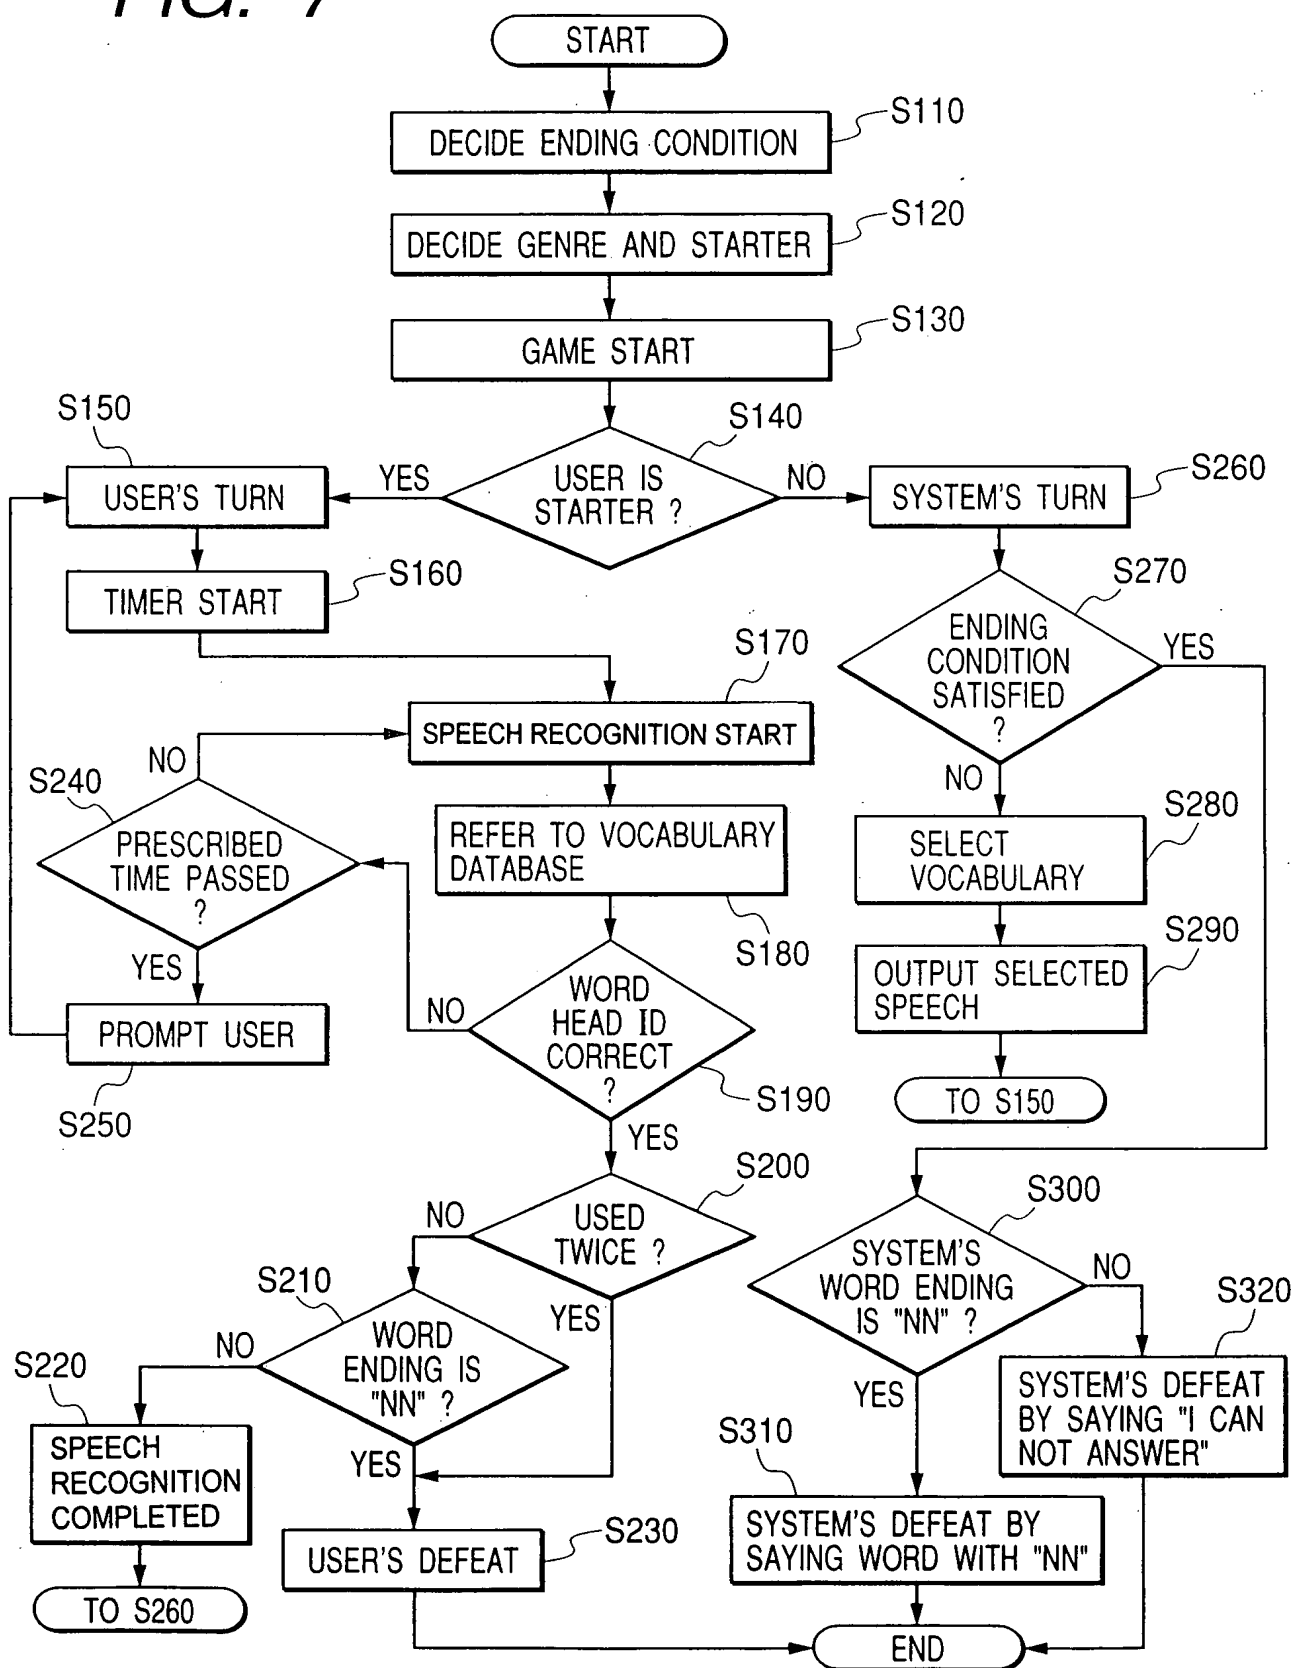 FIG. 7
START
S110
DECIDE ENDING CONDITION
S120
DECIDE GENRE AND STARTER
S130
GAME START
S150
S140
USER'S TURN
YES
USER IS
STARTER ?
NO
S260
SYSTEM'S TURN
S160
TIMER START
S270
ENDING
CONDITION
SATISFIED
?
YES
NO
S170
SPEECH RECOGNITION START
NO
S240
PRESCRIBED
TIME PASSED
?
YES
REFER TO VOCABULARY
DATABASE
S180
S280
SELECT
VOCABULARY
S290
OUTPUT SELECTED
SPEECH
TO S150
PROMPT USER
S250
NO
WORD
HEAD ID
CORRECT
?
S190
YES
S200
NO
USED
TWICE ?
YES
S300
SYSTEM'S
WORD ENDING
IS "NN" ?
NO
YES
S320
SYSTEM'S DEFEAT
BY SAYING "I CAN
NOT ANSWER"
S210
NO
WORD
ENDING IS
"NN" ?
YES
S220
SPEECH
RECOGNITION
COMPLETED
TO S260
S230
USER'S DEFEAT
S310
SYSTEM'S DEFEAT BY
SAYING WORD WITH "NN"
END